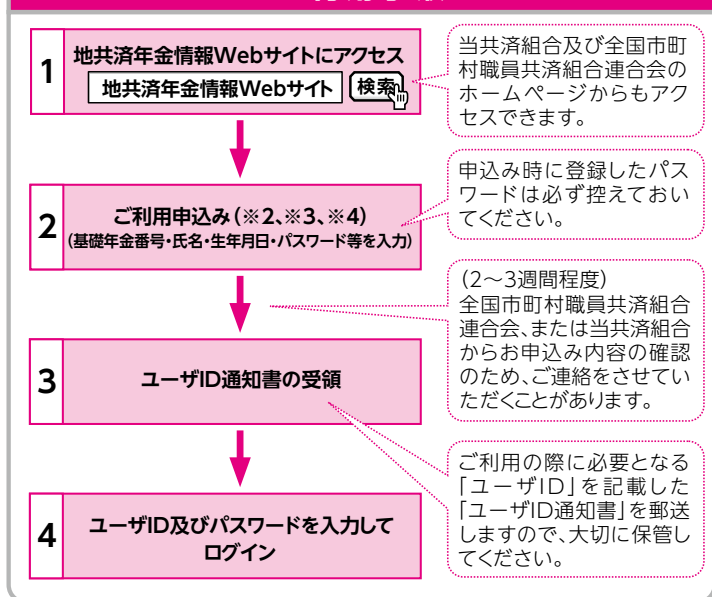 1
地共済年金情報Webサイトにアクセス
地共済年金情報Webサイト 検索
当共済組合及び全国市町
村職員共済組合連合会の
ホームページからもアク
セスできます。
2
ご利用申込み(※2、※3、※4)
(基礎年金番号・氏名・生年月日・パスワード等を入力)
申込み時に登録したパス
ワードは必ず控えておい
てください。
(2〜3週間程度)
全国市町村職員共済組合
連合会、または当共済組合
からお申込み内容の確認
のため、ご連絡をさせてい
ただくことがあります。
3
ユーザID通知書の受領
ご利用の際に必要となる
「ユーザID」を記載した
「ユーザID通知書」を郵送
しますので、大切に保管し
てください。
4
ユーザID及びパスワードを入力して
ログイン